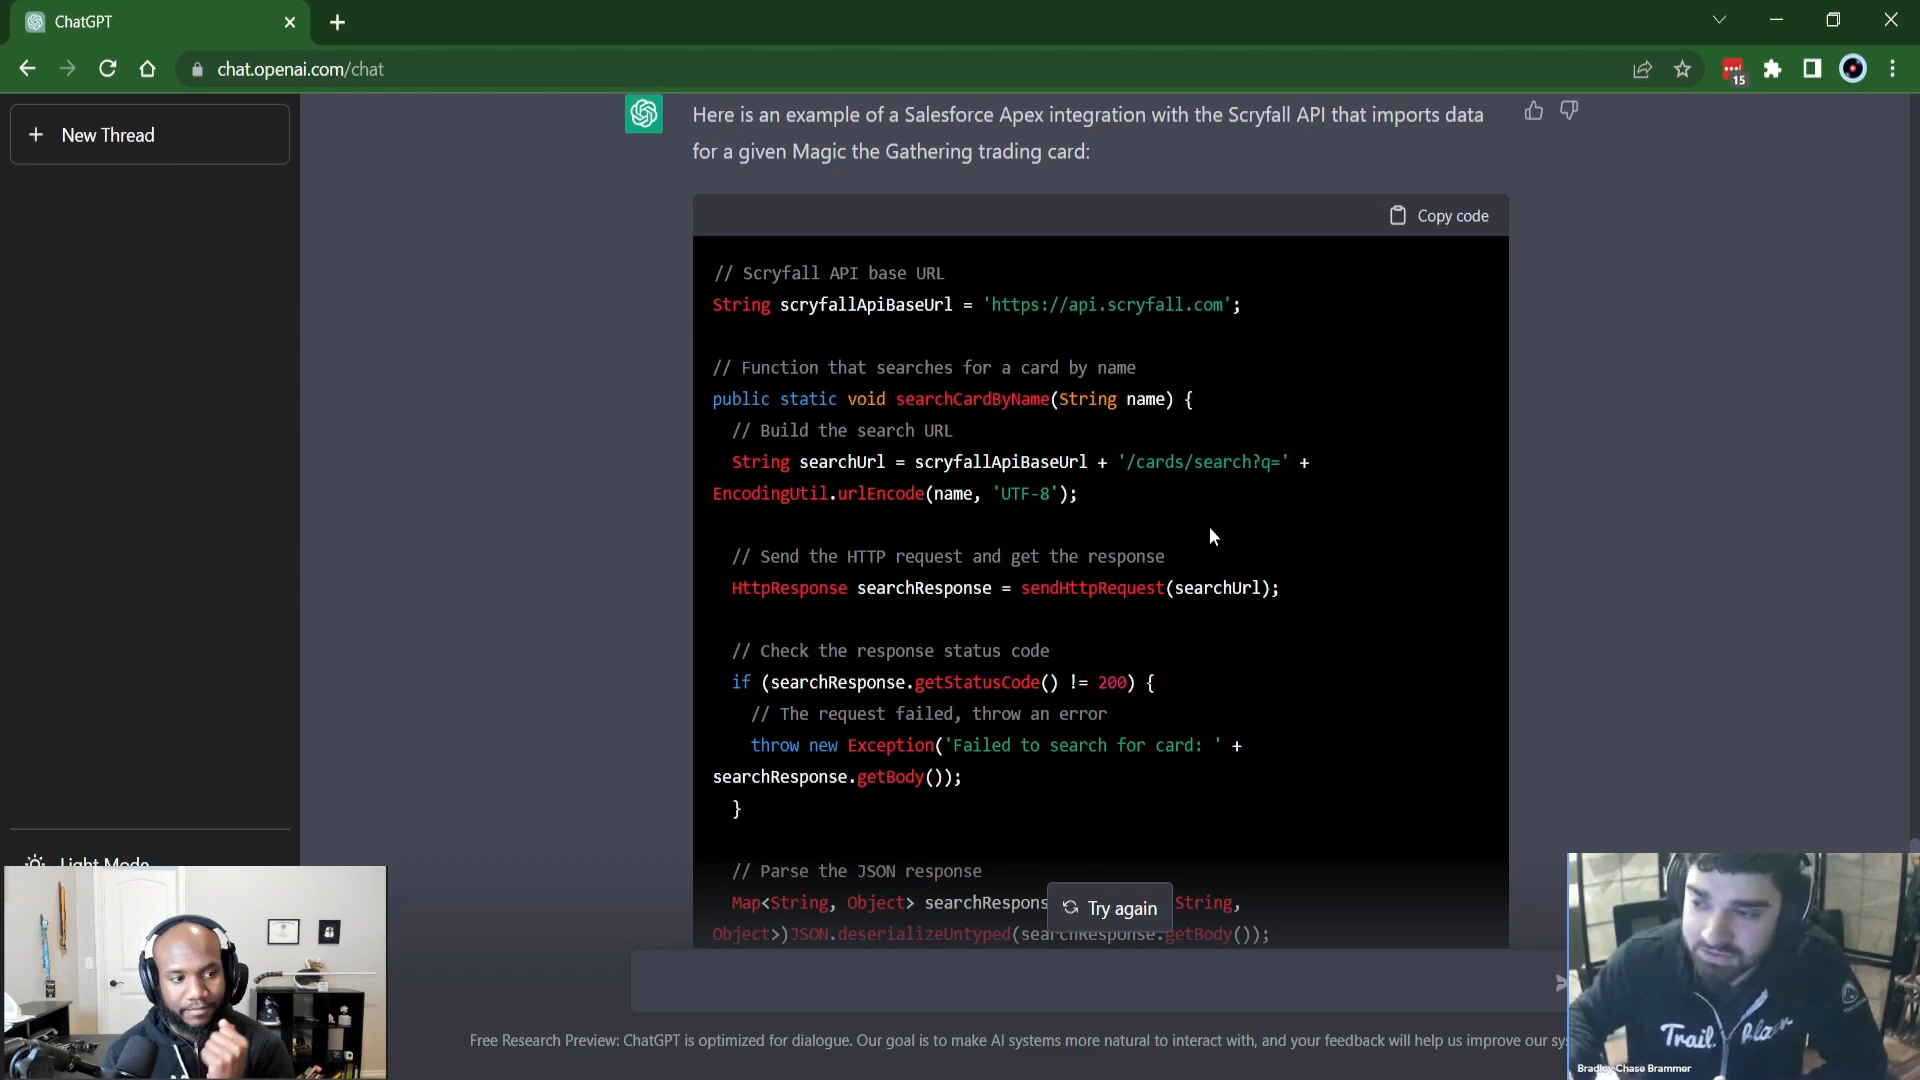 ChatGPT
chat.openai.com/chat
15
+ New Thread
Here is an example of a Salesforce Apex integration with the Scryfall API that imports data
for a given Magic the Gathering trading card:
Copy code
// Scryfall API base URL
String scryfallApiBaseUrl = 'https://api.scryfall.com';
// Function that searches for a card by name
public static void searchCardByName(String name) {
// Build the search URL
String searchUrl = scryfallApiBaseUrl + '/cards/search?q=' +
EncodingUtil.urlEncode(name, 'UTF-8');
// Send the HTTP request and get the response
HttpResponse searchResponse = sendHttpRequest(searchUrl);
// Check the response status code
if (searchResponse.getStatusCode() != 200) {
// The request failed, throw an error
throw new Exception('Failed to search for card: ' +
searchResponse.getBody());
}
// Parse the JSON response
Map<String, Object> searchRespons
String,
Try again
Object>)JSON.deserializeUntyped(searchResponse.getBody());
Light Mode
Free Research Preview: ChatGPT is optimized for dialogue. Our goal is to make AI systems more natural to interact with, and your feedback will help us improve our sy
Trail blazer
Bradley Chase Brammer